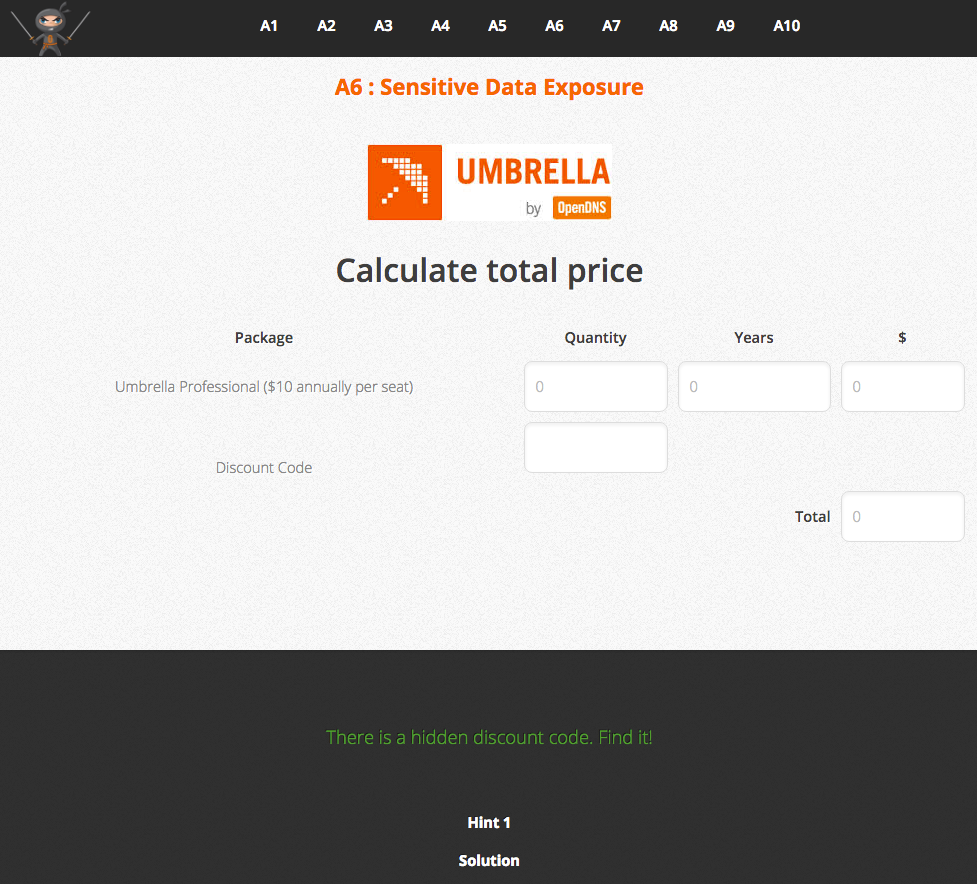 A1 A2 A3 A4 A5 A6 A7 A8 A9 A10
A6 : Sensitive Data Exposure
UMBRELLA
by OpenDNS
Calculate total price
Package Quantity Years $
Umbrella Professional ($10 annually per seat) 0 0 0
Discount Code
Total 0
There is a hidden discount code. Find it!
Hint 1
Solution